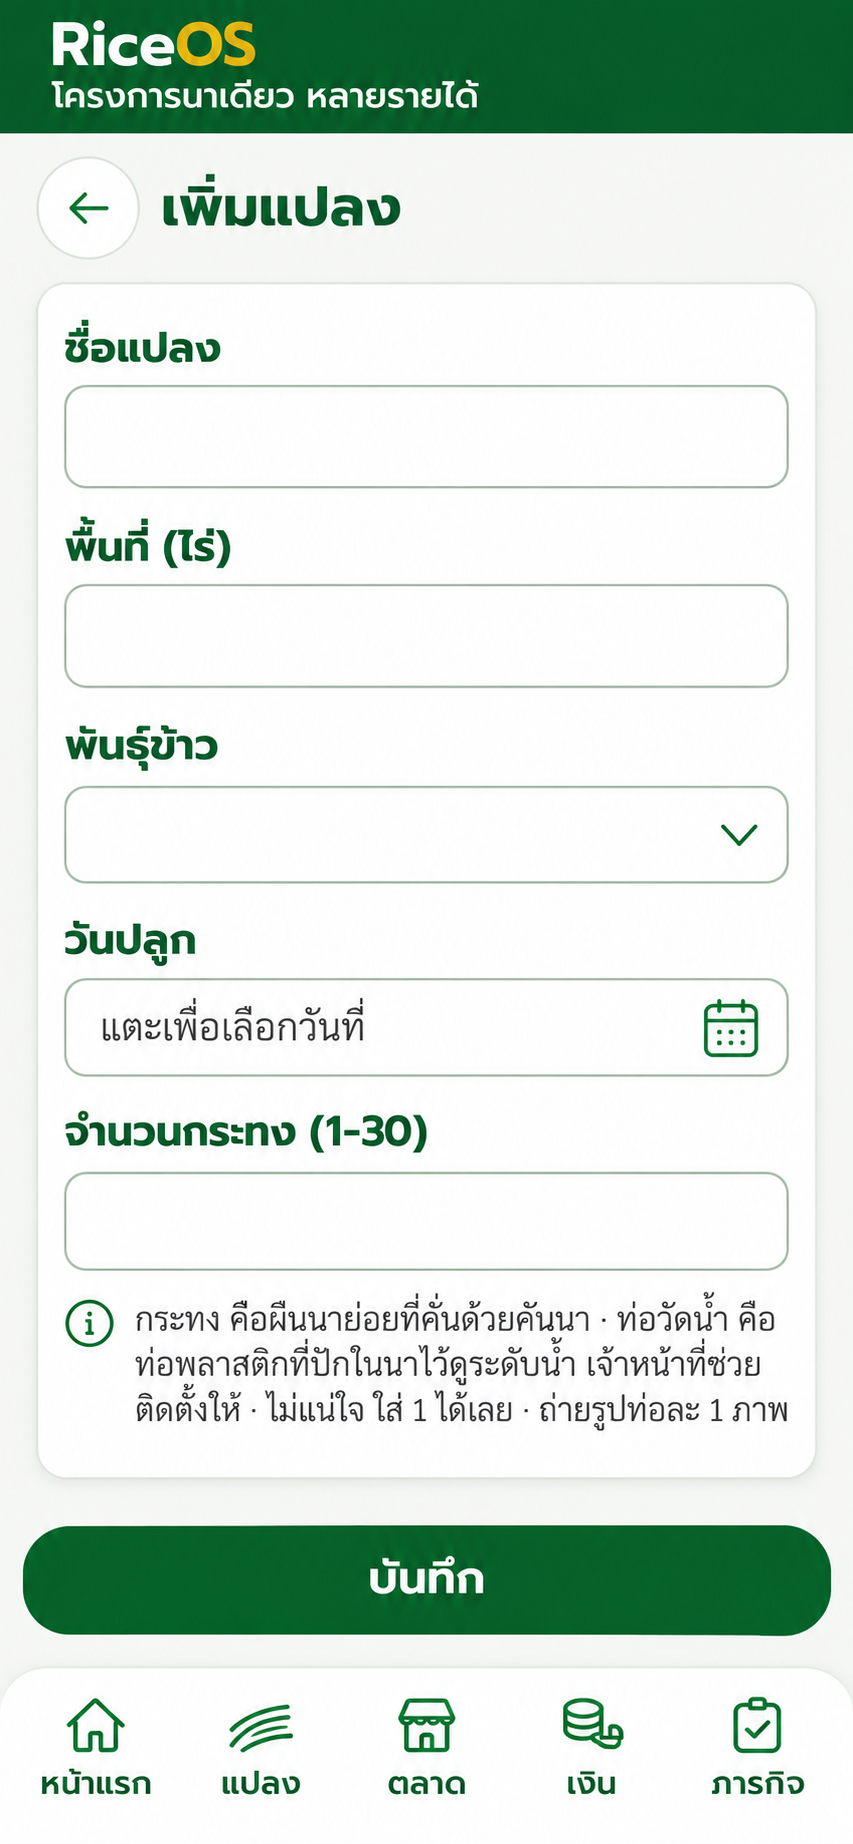 RiceOS
โครงการนาเดียว หลายรายได้
เพิ่มแปลง
ชื่อแปลง
พื้นที่ (ไร่)
พันธุ์ข้าว
วันปลูก
แตะเพื่อเลือกวันที่
จำนวนกระทง (1-30)
กระทง คือผืนนาย่อยที่คั่นด้วยคันนา · ท่อวัดน้ำ คือ
ท่อพลาสติกที่ปักในนาไว้ดูระดับน้ำ เจ้าหน้าที่ช่วย
ติดตั้งให้ · ไม่แน่ใจ ใส่ 1 ได้เลย · ถ่ายรูปท่อละ 1 ภาพ
บันทึก
หน้าแรก แปลง ตลาด เงิน ภารกิจ